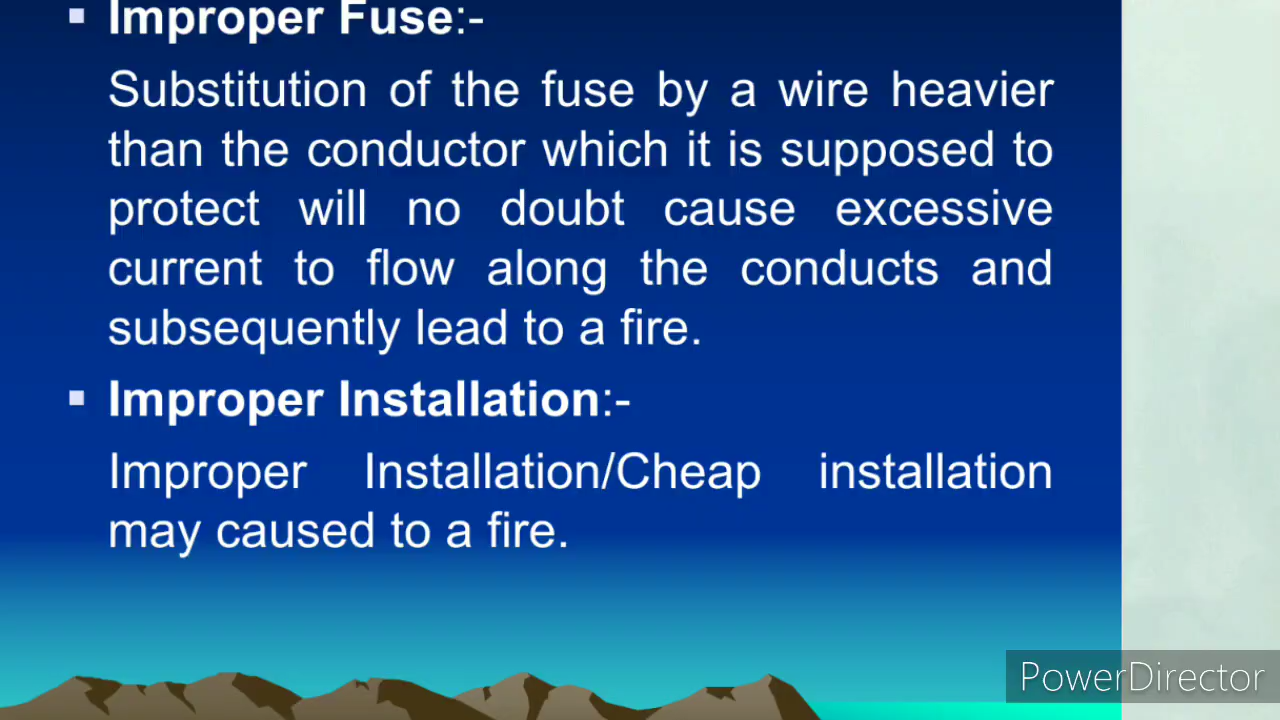 ▪ Improper Fuse:-
Substitution of the fuse by a wire heavier
than the conductor which it is supposed to
protect will no doubt cause excessive
current to flow along the conducts and
subsequently lead to a fire.
▪ Improper Installation:-
Improper Installation/Cheap installation
may caused to a fire.
PowerDirector